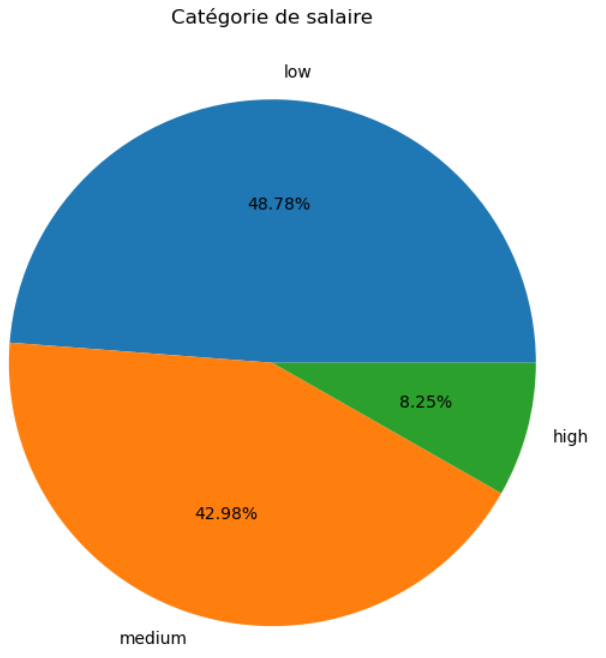 Catégorie de salaire
low
48.78%
8.25%
high
42.98%
medium